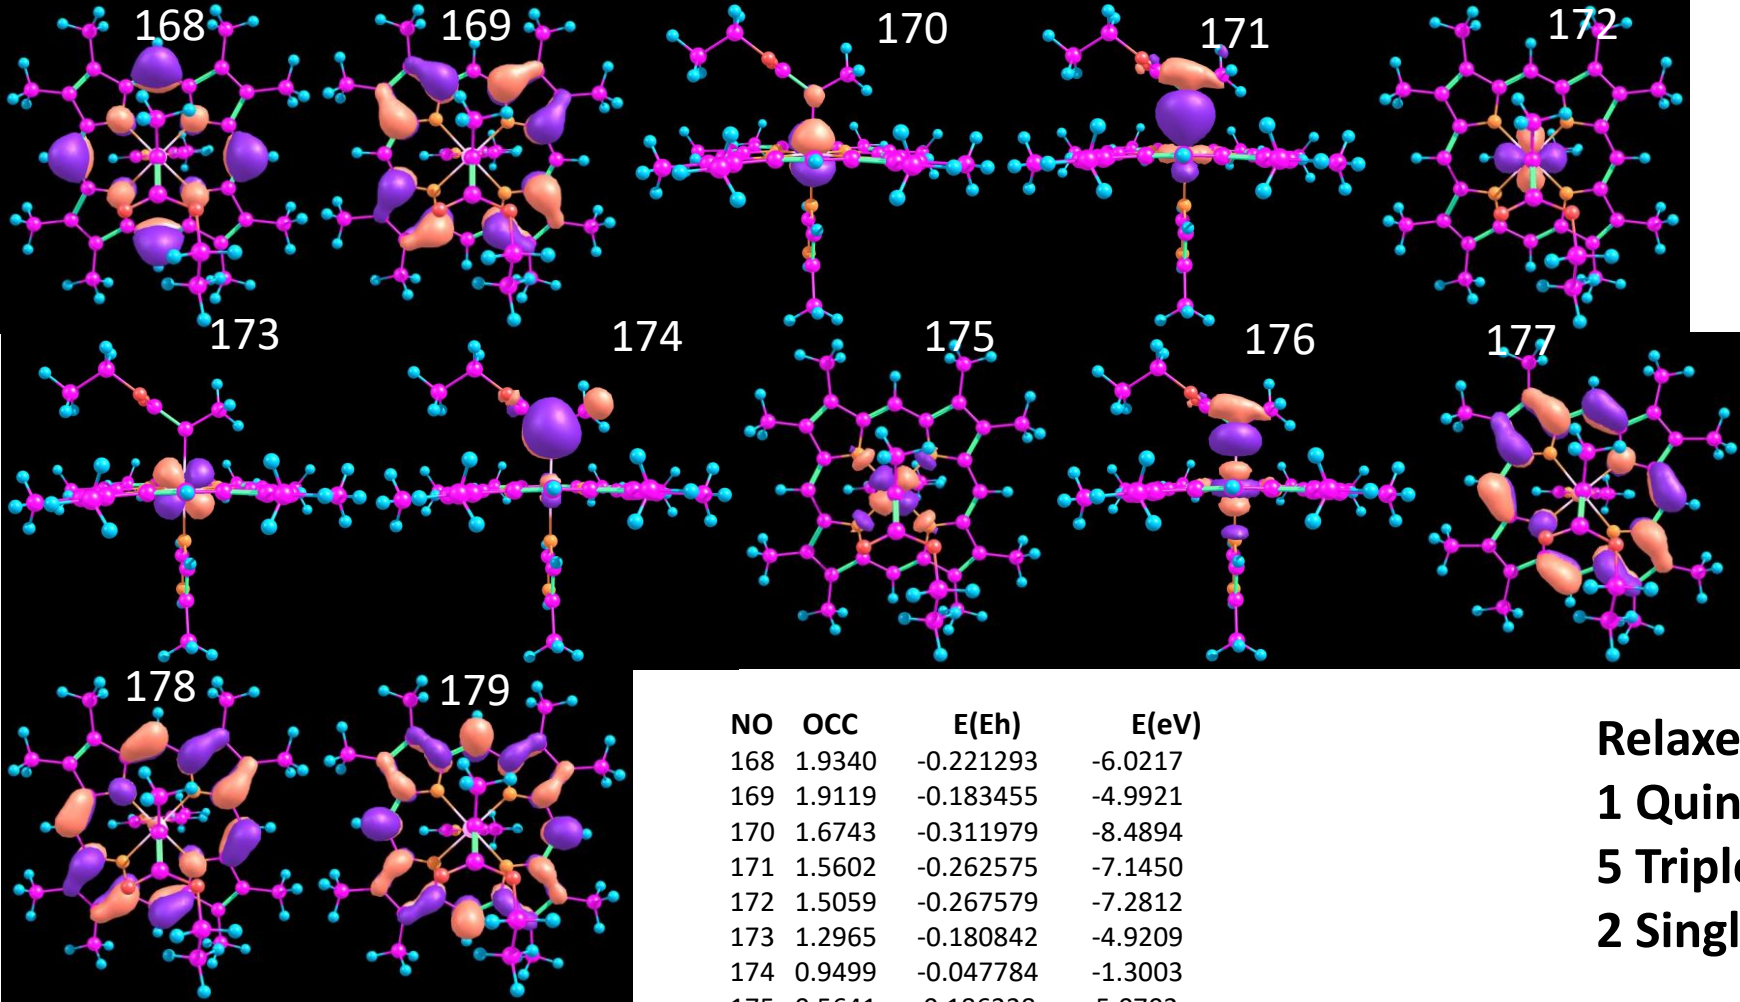 168 169 170 171 172
173 174 175 176 177
178 179
NO OCC E(Eh) E(eV)
168 1.9340 -0.221293 -6.0217
169 1.9119 -0.183455 -4.9921
170 1.6743 -0.311979 -8.4894
171 1.5602 -0.262575 -7.1450
172 1.5059 -0.267579 -7.2812
173 1.2965 -0.180842 -4.9209
174 0.9499 -0.047784 -1.3003
Relaxe
1 Quin
5 Triple
2 Singl